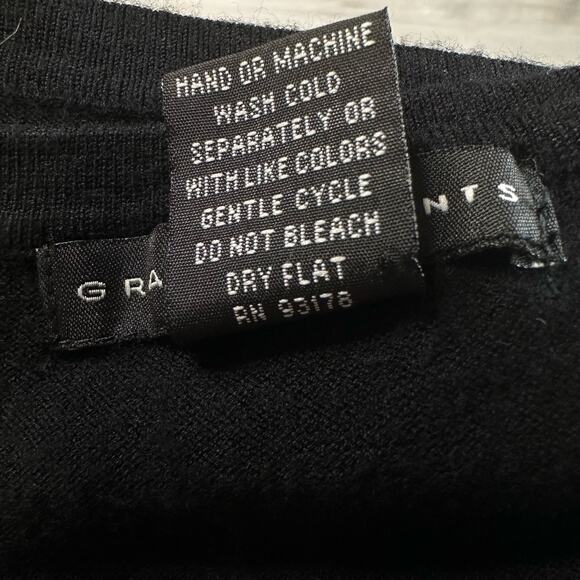 HAND OR MACHINE
WASH COLD
SEPARATELY OR
WITH LIKE COLORS
GENTLE CYCLE
DO NOT BLEACH
DRY FLAT
RN 93178
G RA
NTS